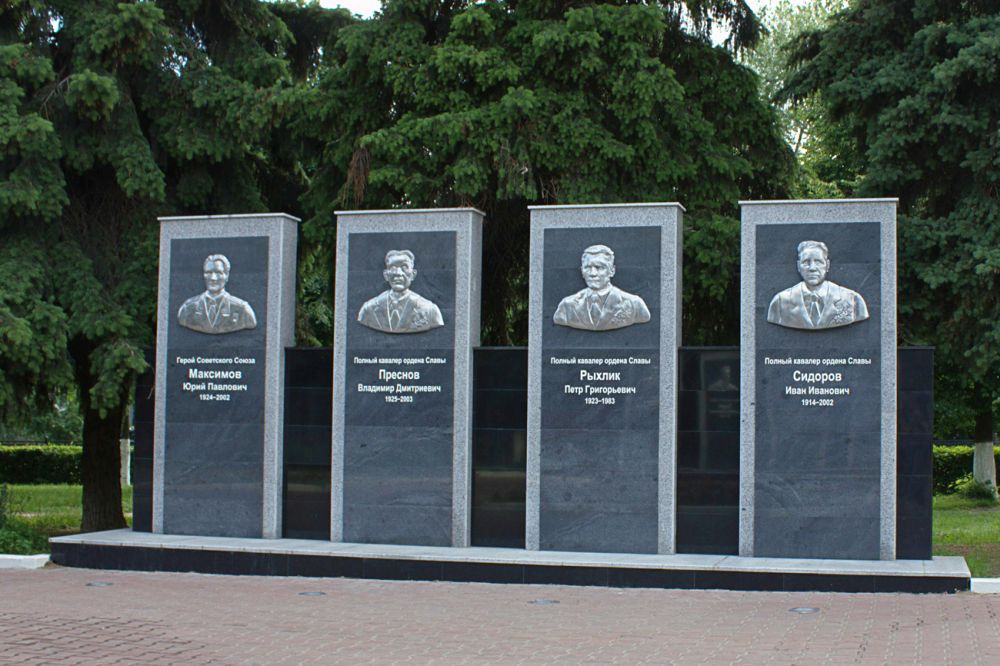 Герой Советского Союза
Максимов
Юрий Павлович
1924–2002
Полный кавалер ордена Славы
Преснов
Владимир Дмитриевич
1925–2003
Полный кавалер ордена Славы
Рыхлик
Петр Григорьевич
1923–1983
Полный кавалер ордена Славы
Сидоров
Иван Иванович
1914–2002